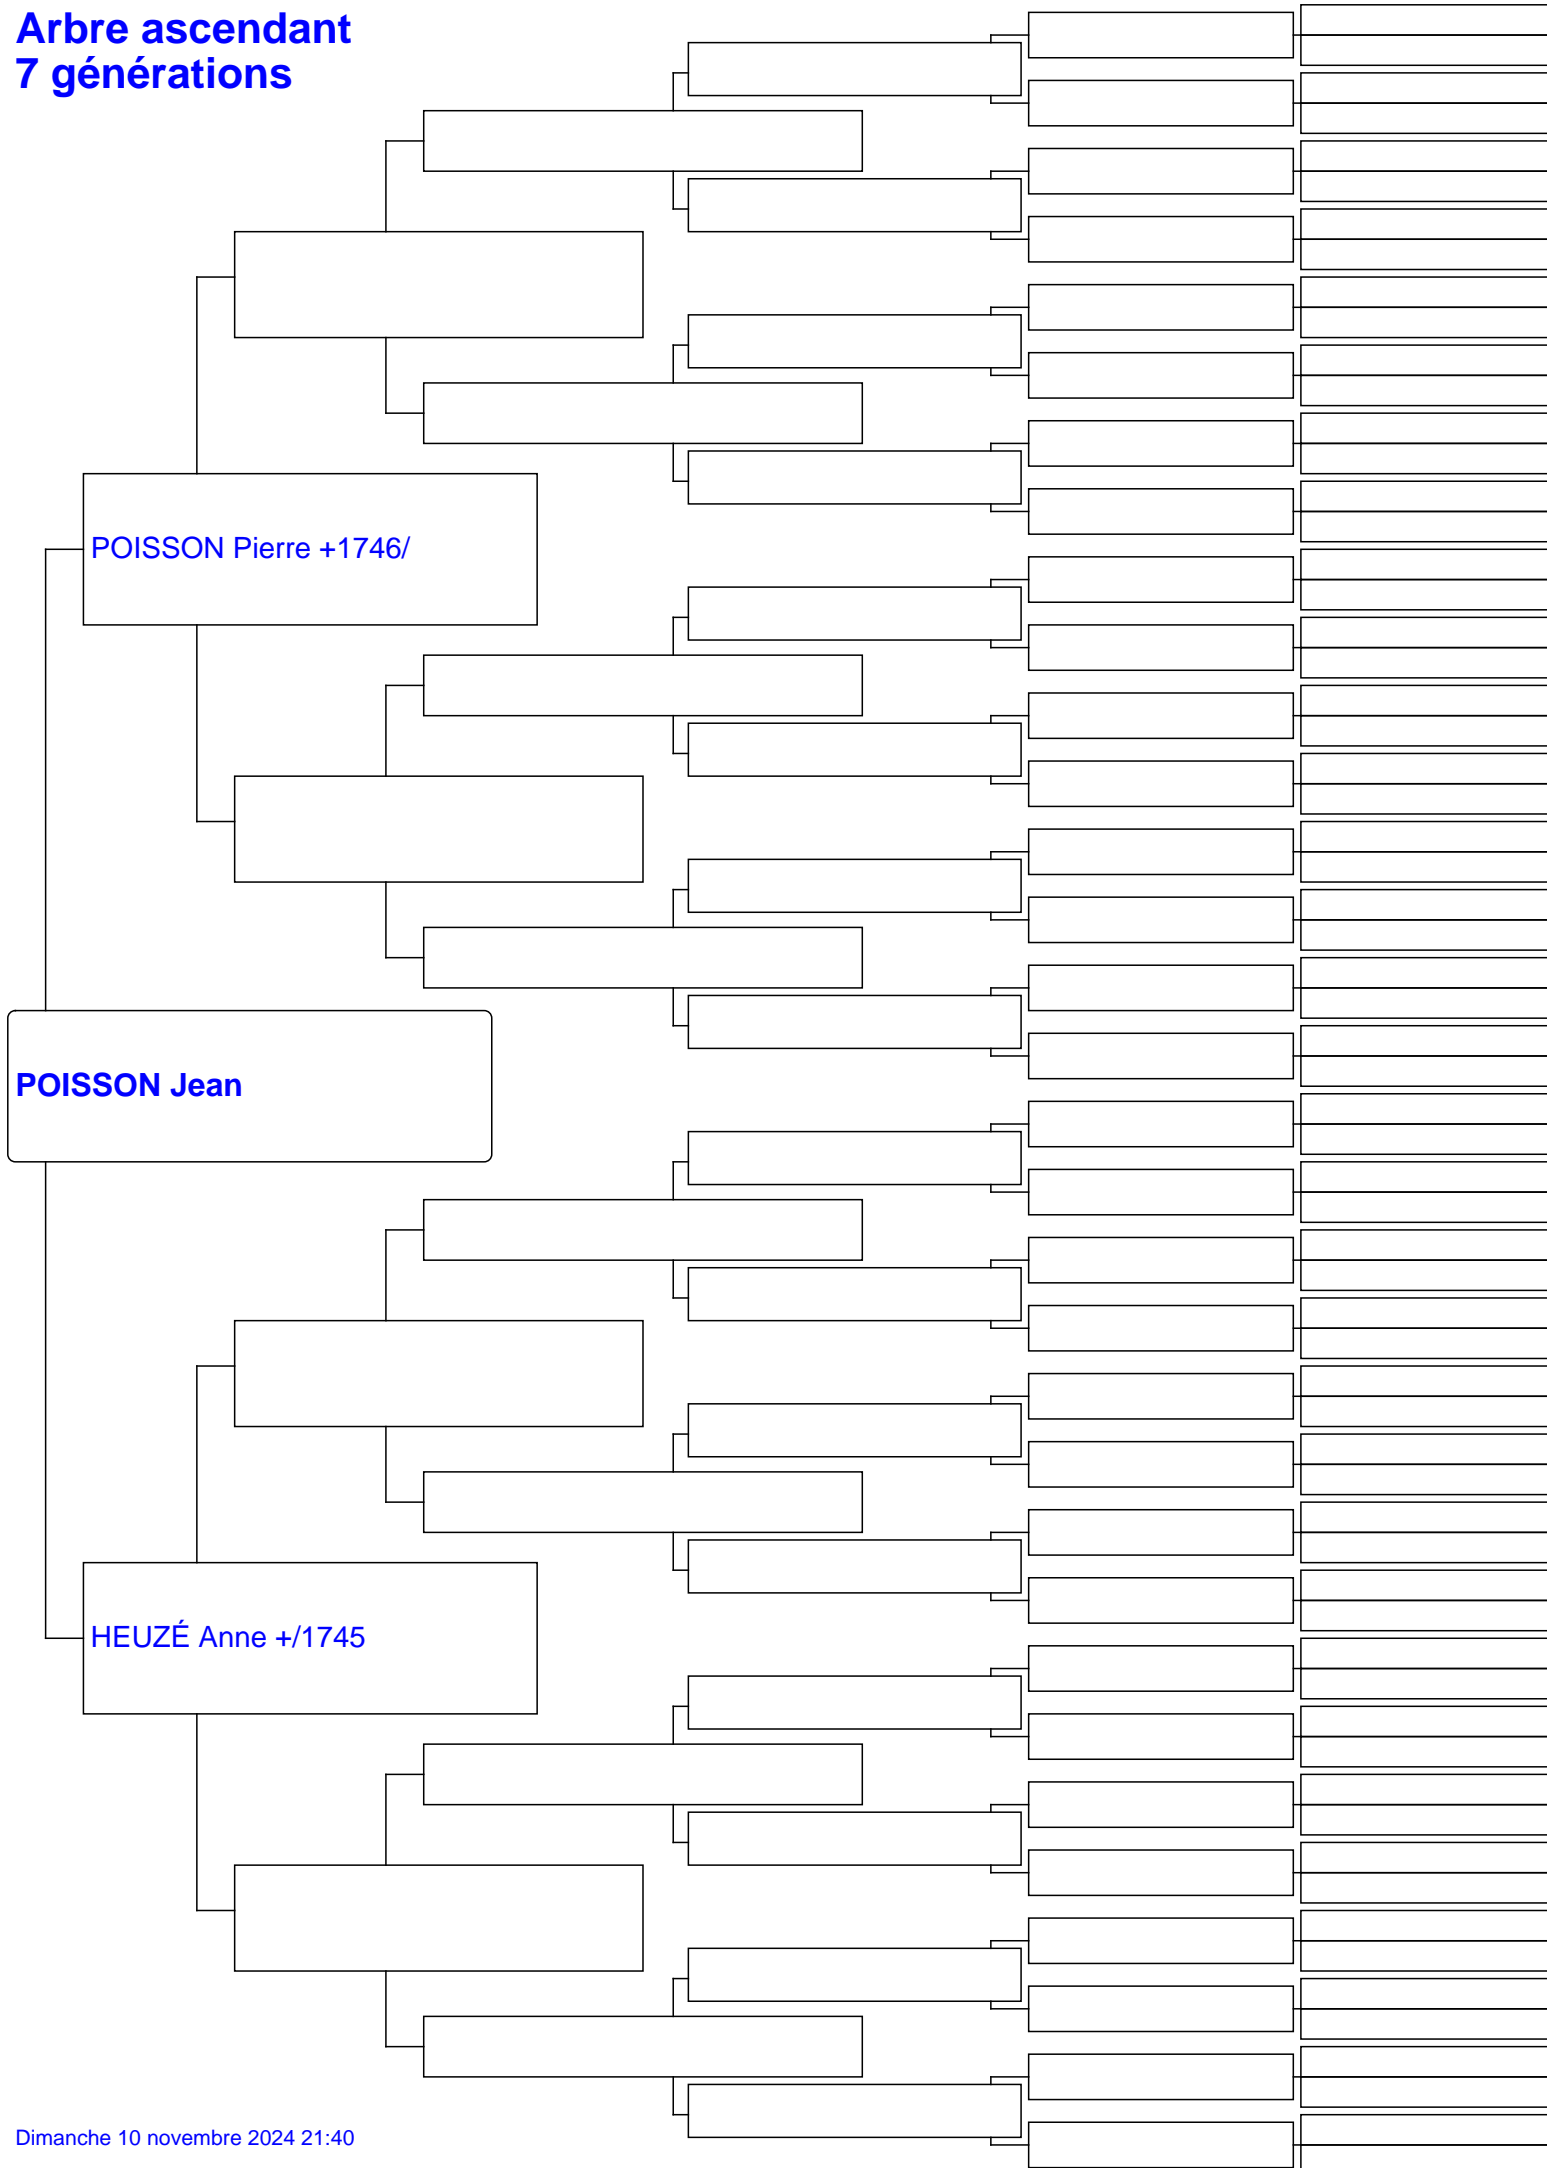 Arbre ascendant
7 générations
POISSON Pierre +1746/
POISSON Jean
HEUZÉ Anne +/1745
Dimanche 10 novembre 2024 21:40